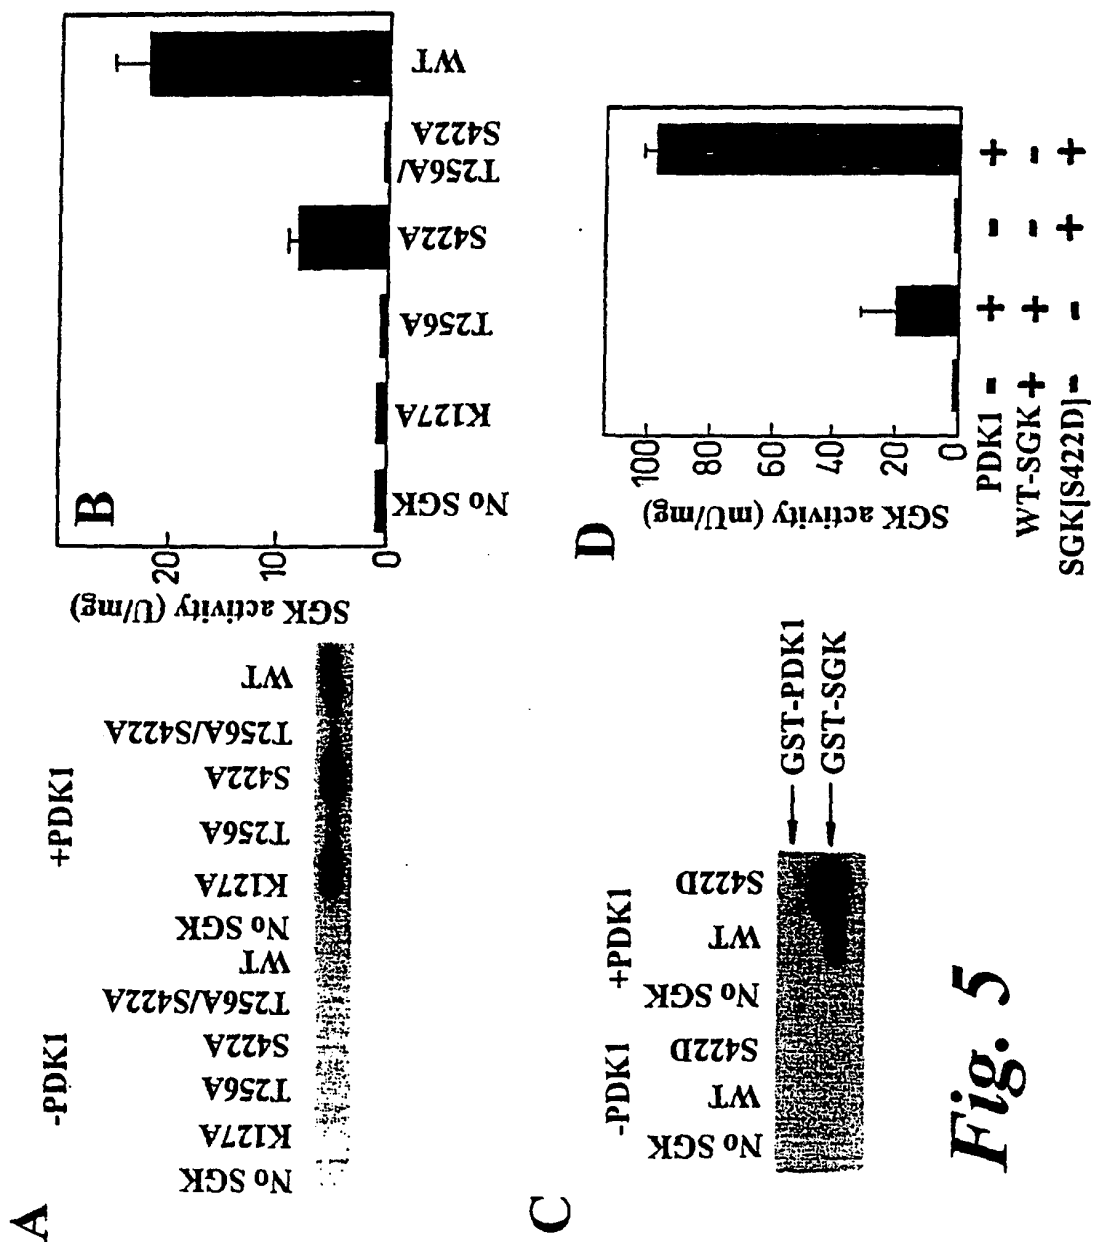 A
-PDK1 +PDK1
No SGK
K127A
T256A
S422A
T256A/S422A
WT
No SGK
K127A
T256A
S422A
T256A/S422A
WT
B
SGK activity (U/mg)
20
10
0
No SGK
K127A
T256A
S422A
T256A/
S422A
WT
C
-PDK1 +PDK1
No SGK
WT
S422D
No SGK
WT
S422D
GST-PDK1
GST-SGK
D
SGK activity (mU/mg)
100
80
60
40
20
0
PDK1 - + - +
WT-SGK + + - -
SGK[S422D] - - + +
Fig. 5